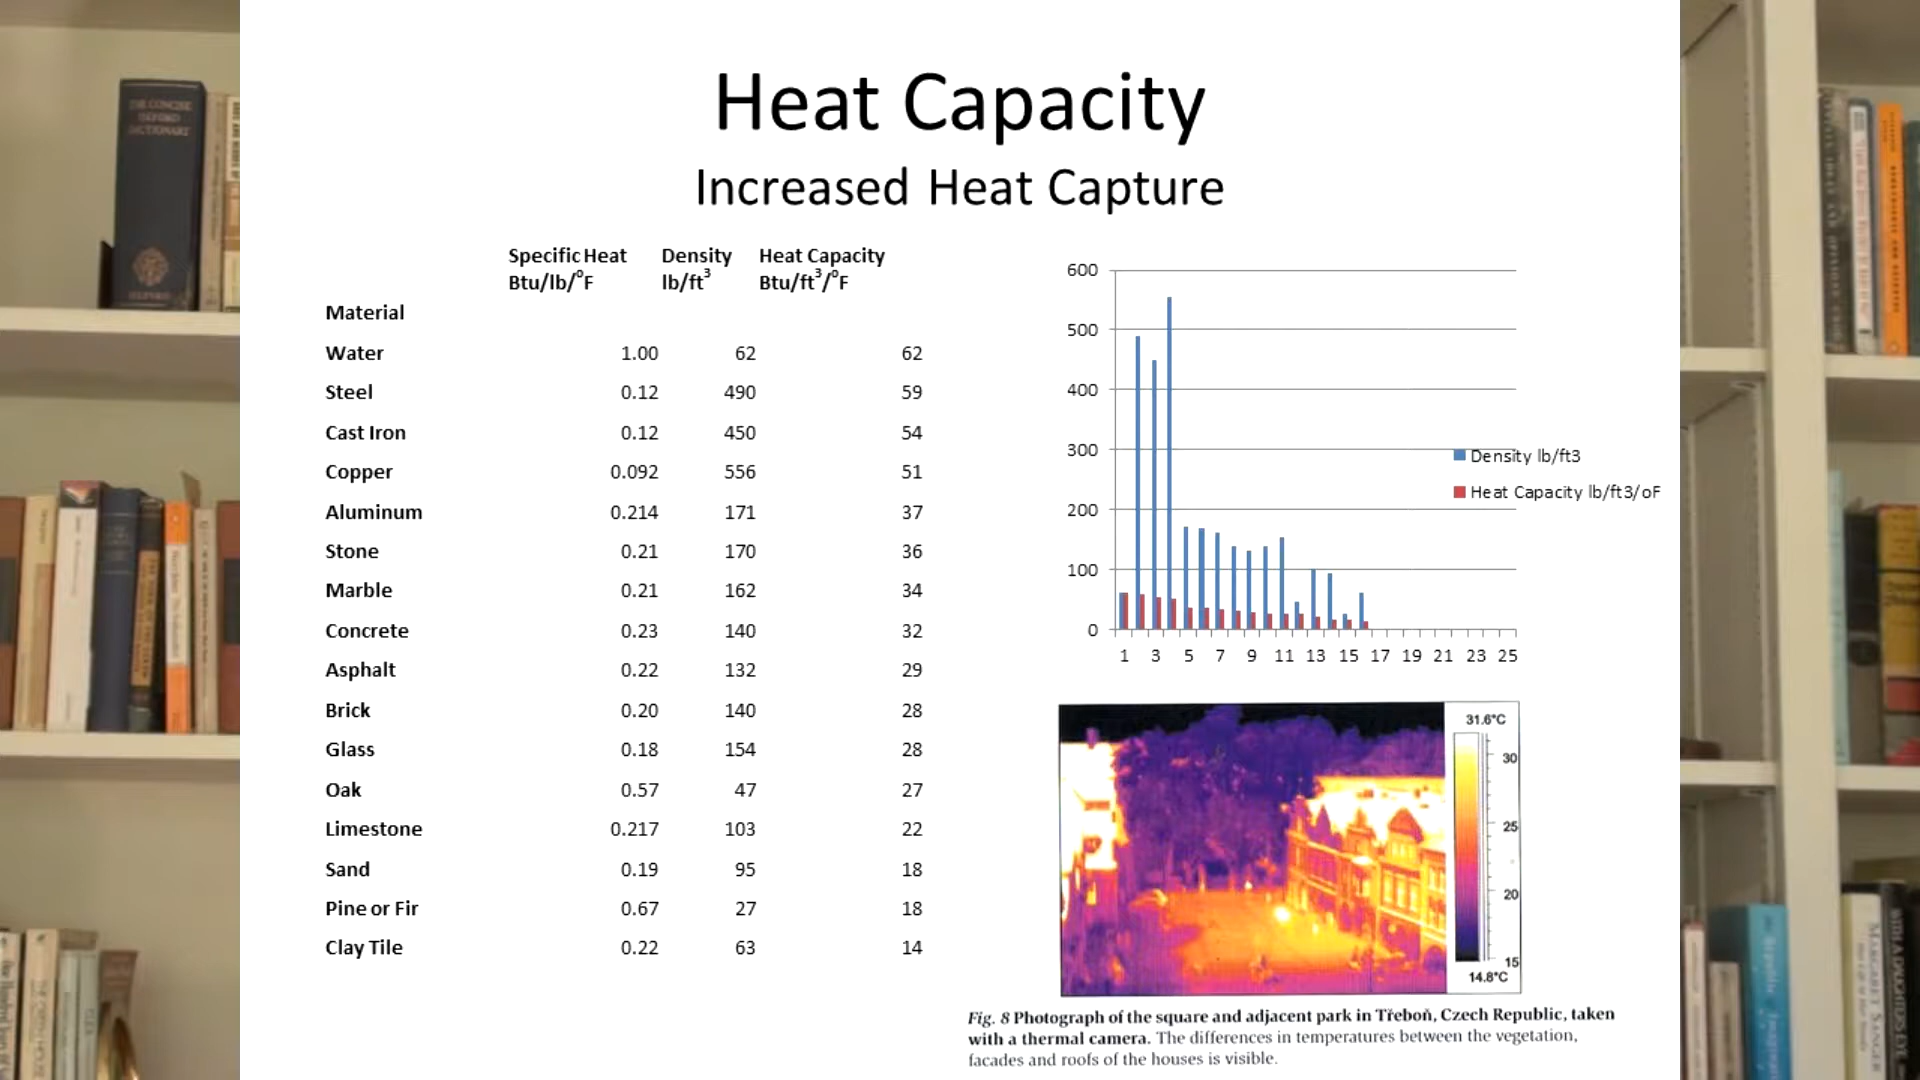 Heat Capacity
Increased Heat Capture
Specific Heat Density Heat Capacity
Btu/lb/⁰F lb/ft³ Btu/ft³/⁰F
Material
Water 1.00 62 62
Steel 0.12 490 59
Cast Iron 0.12 450 54
Copper 0.092 556 51
Aluminum 0.214 171 37
Stone 0.21 170 36
Marble 0.21 162 34
Concrete 0.23 140 32
Asphalt 0.22 132 29
Brick 0.20 140 28
Glass 0.18 154 28
Oak 0.57 47 27
Limestone 0.217 103 22
Sand 0.19 95 18
Pine or Fir 0.67 27 18
Clay Tile 0.22 63 14
600
500
400
300
200
100
0
1 3 5 7 9 11 13 15 17 19 21 23 25
Density lb/ft3
Heat Capacity lb/ft3/oF
31.6°C
30
25
20
15
14.8°C
Fig. 8 Photograph of the square and adjacent park in Třeboň, Czech Republic, taken
with a thermal camera. The differences in temperatures between the vegetation,
facades and roofs of the houses is visible.
THE CONCISE
OXFORD
DICTIONARY
OXFORD